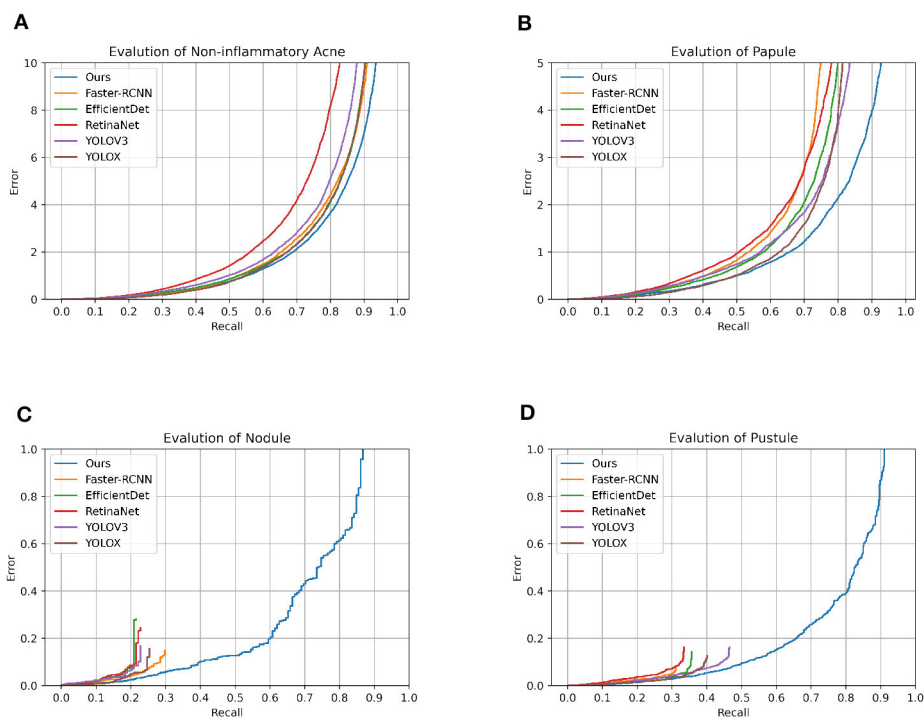 A
Evalution of Non-inflammatory Acne
10
8
6
4
2
0
Error
Ours
Faster-RCNN
EfficientDet
RetinaNet
YOLOV3
YOLOX
0.0 0.1 0.2 0.3 0.4 0.5 0.6 0.7 0.8 0.9 1.0
Recall
B
Evalution of Papule
5
4
3
2
1
0
Error
Ours
Faster-RCNN
EfficientDet
RetinaNet
YOLOV3
YOLOX
0.0 0.1 0.2 0.3 0.4 0.5 0.6 0.7 0.8 0.9 1.0
Recall
C
Evalution of Nodule
1.0
0.8
0.6
0.4
0.2
0.0
Error
Ours
Faster-RCNN
EfficientDet
RetinaNet
YOLOV3
YOLOX
0.0 0.1 0.2 0.3 0.4 0.5 0.6 0.7 0.8 0.9 1.0
Recall
D
Evalution of Pustule
1.0
0.8
0.6
0.4
0.2
0.0
Error
Ours
Faster-RCNN
EfficientDet
RetinaNet
YOLOV3
YOLOX
0.0 0.1 0.2 0.3 0.4 0.5 0.6 0.7 0.8 0.9 1.0
Recall